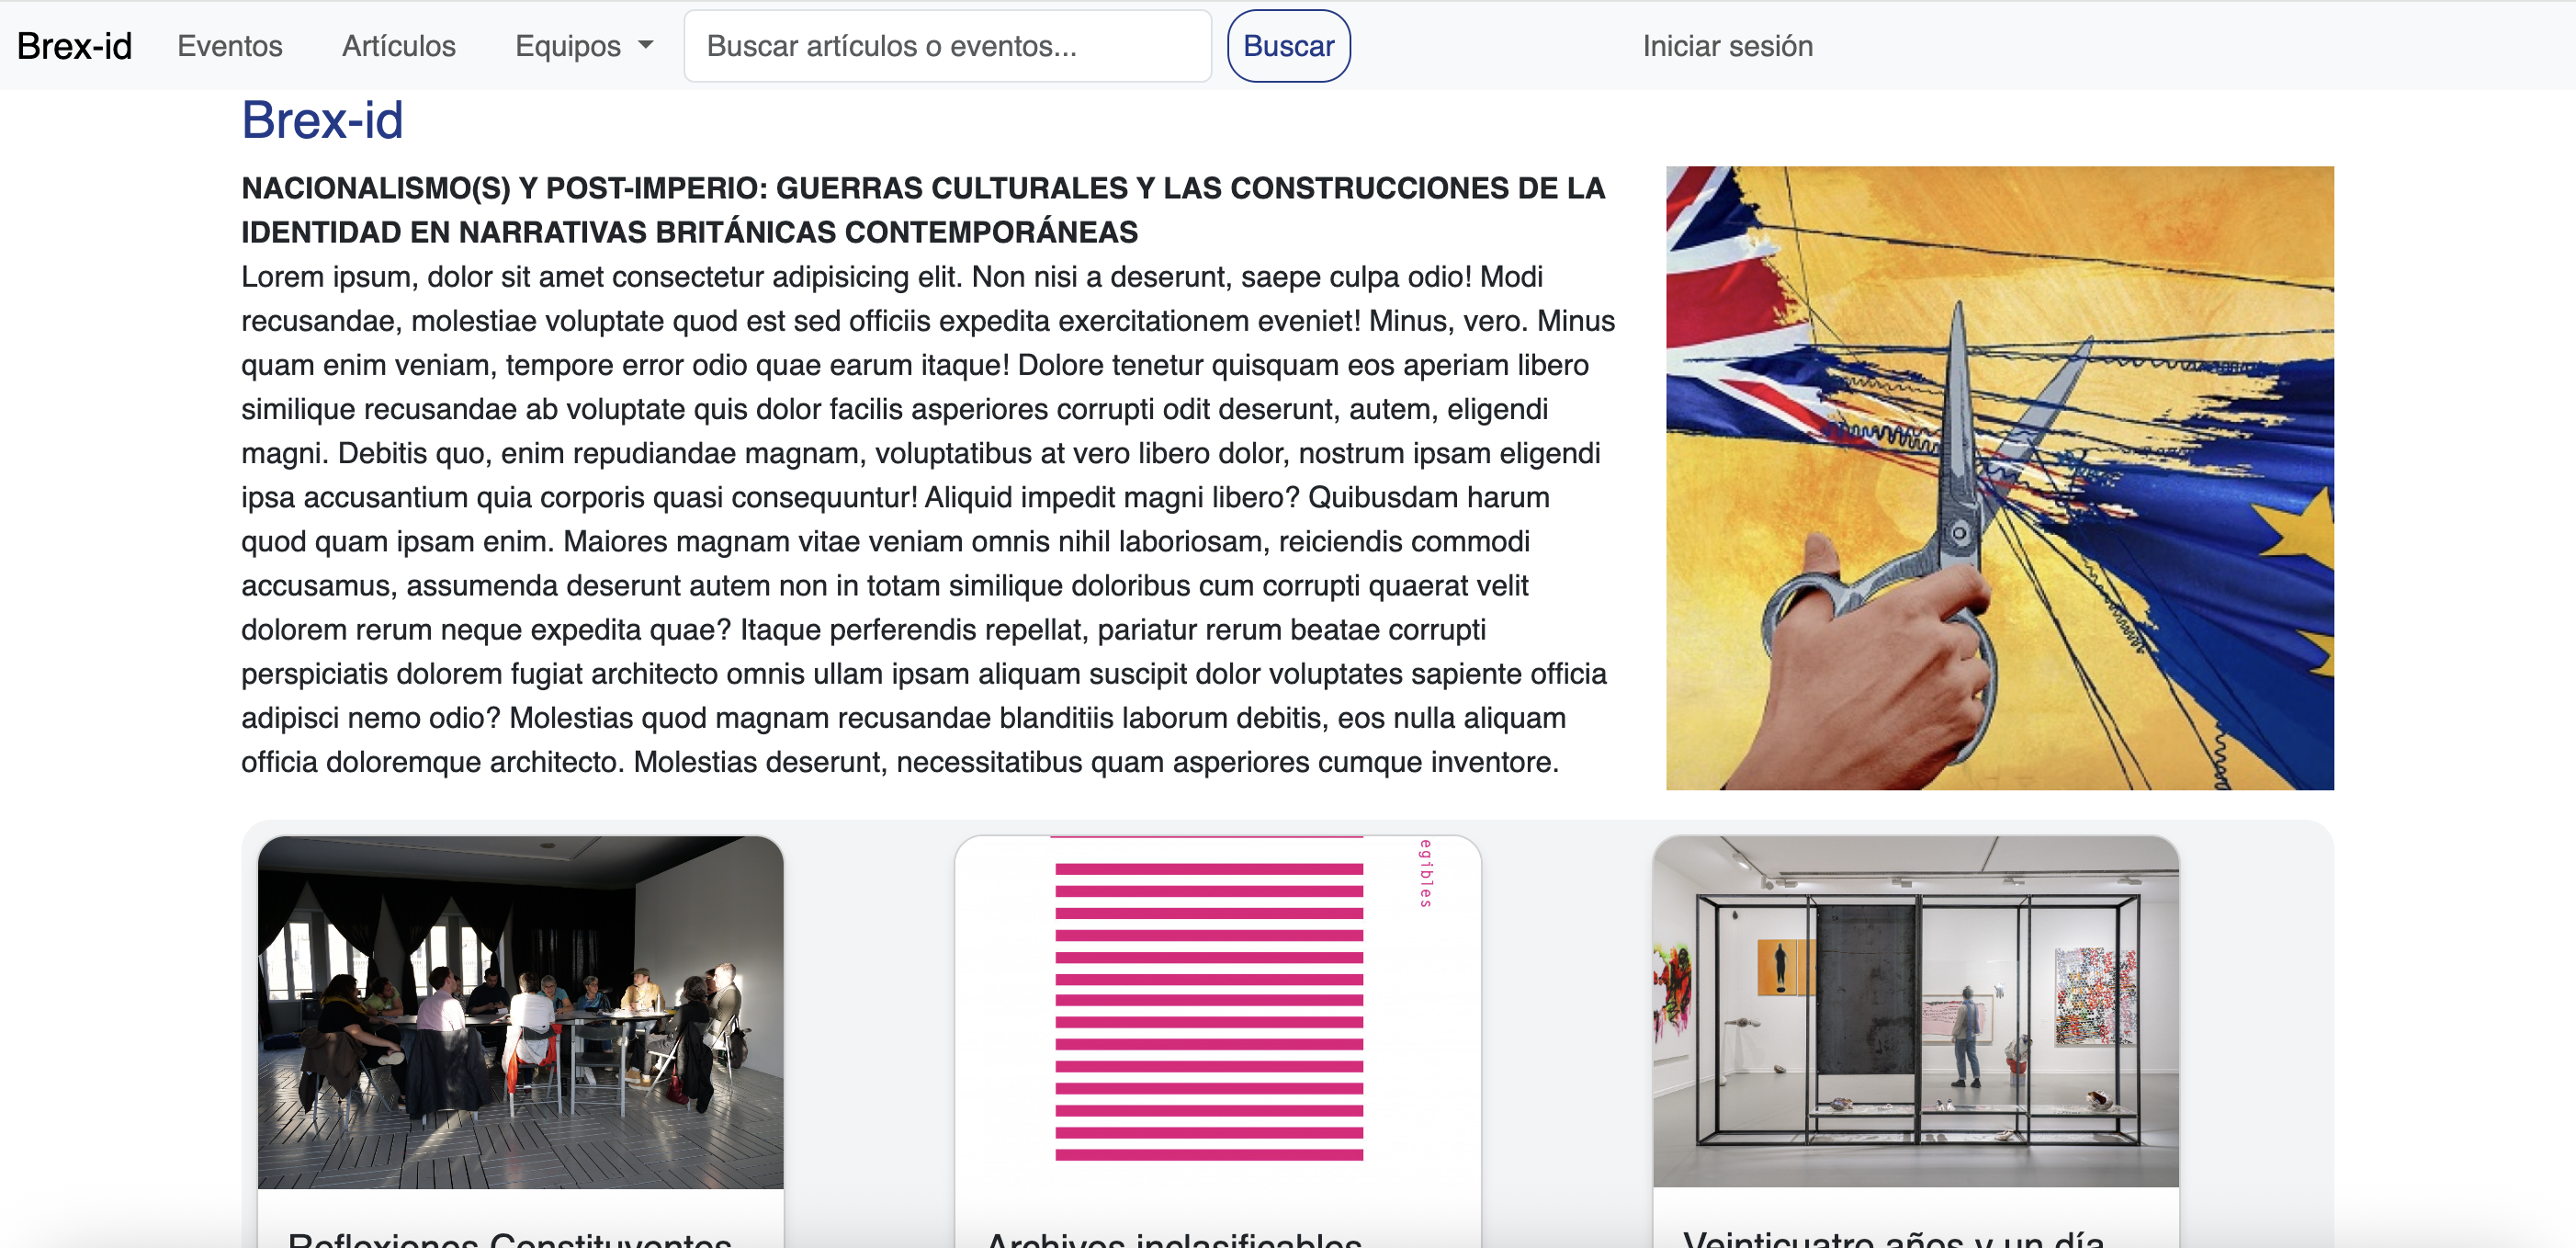 Brex-id Eventos Artículos Equipos Buscar artículos o eventos... Buscar Iniciar sesión
Brex-id
NACIONALISMO(S) Y POST-IMPERIO: GUERRAS CULTURALES Y LAS CONSTRUCCIONES DE LA
IDENTIDAD EN NARRATIVAS BRITÁNICAS CONTEMPORÁNEAS
Lorem ipsum, dolor sit amet consectetur adipisicing elit. Non nisi a deserunt, saepe culpa odio! Modi
recusandae, molestiae voluptate quod est sed officiis expedita exercitationem eveniet! Minus, vero. Minus
quam enim veniam, tempore error odio quae earum itaque! Dolore tenetur quisquam eos aperiam libero
similique recusandae ab voluptate quis dolor facilis asperiores corrupti odit deserunt, autem, eligendi
magni. Debitis quo, enim repudiandae magnam, voluptatibus at vero libero dolor, nostrum ipsam eligendi
ipsa accusantium quia corporis quasi consequuntur! Aliquid impedit magni libero? Quibusdam harum
quod quam ipsam enim. Maiores magnam vitae veniam omnis nihil laboriosam, reiciendis commodi
accusamus, assumenda deserunt autem non in totam similique doloribus cum corrupti quaerat velit
dolorem rerum neque expedita quae? Itaque perferendis repellat, pariatur rerum beatae corrupti
perspiciatis dolorem fugiat architecto omnis ullam ipsam aliquam suscipit dolor voluptates sapiente officia
adipisci nemo odio? Molestias quod magnam recusandae blanditiis laborum debitis, eos nulla aliquam
officia doloremque architecto. Molestias deserunt, necessitatibus quam asperiores cumque inventore.
egibles
Reflexiones Constituyentes
Archivos inclasificables
Veinticuatro años y un día